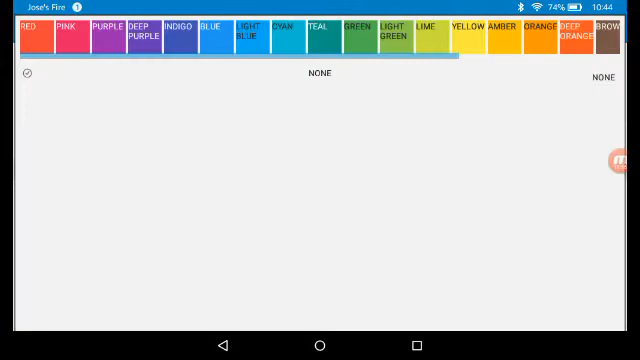 Jose's Fire 1 74% 10:44
RED PINK PURPLE DEEP PURPLE INDIGO BLUE LIGHT BLUE CYAN TEAL GREEN LIGHT GREEN LIME YELLOW AMBER ORANGE DEEP ORANGE BROW
NONE
NONE